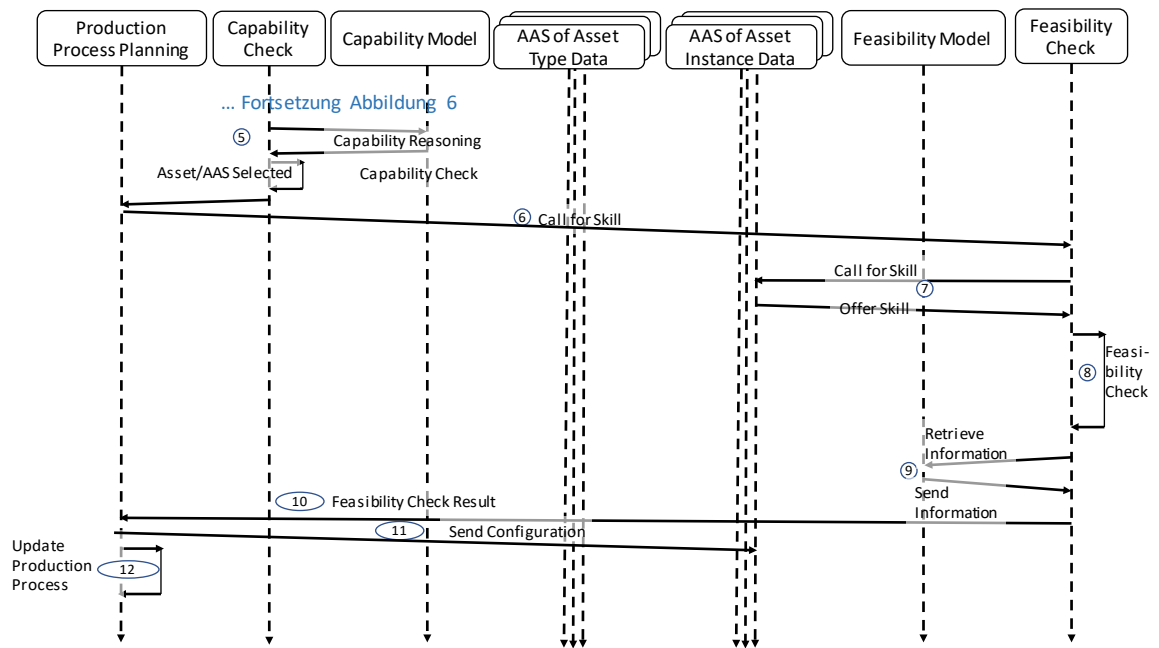 Production
Process Planning
Capability
Check
Capability Model
AAS of Asset
Type Data
AAS of Asset
Instance Data
Feasibility Model
Feasibility
Check
... Fortsetzung Abbildung 6
5
Capability Reasoning
Asset/AAS Selected
Capability Check
6
Call for Skill
Call for Skill
7
Offer Skill
8
Feasi-
bility
Check
Retrieve
Information
9
Send
Information
10
Feasibility Check Result
11
Send Configuration
Update
Production
Process
12